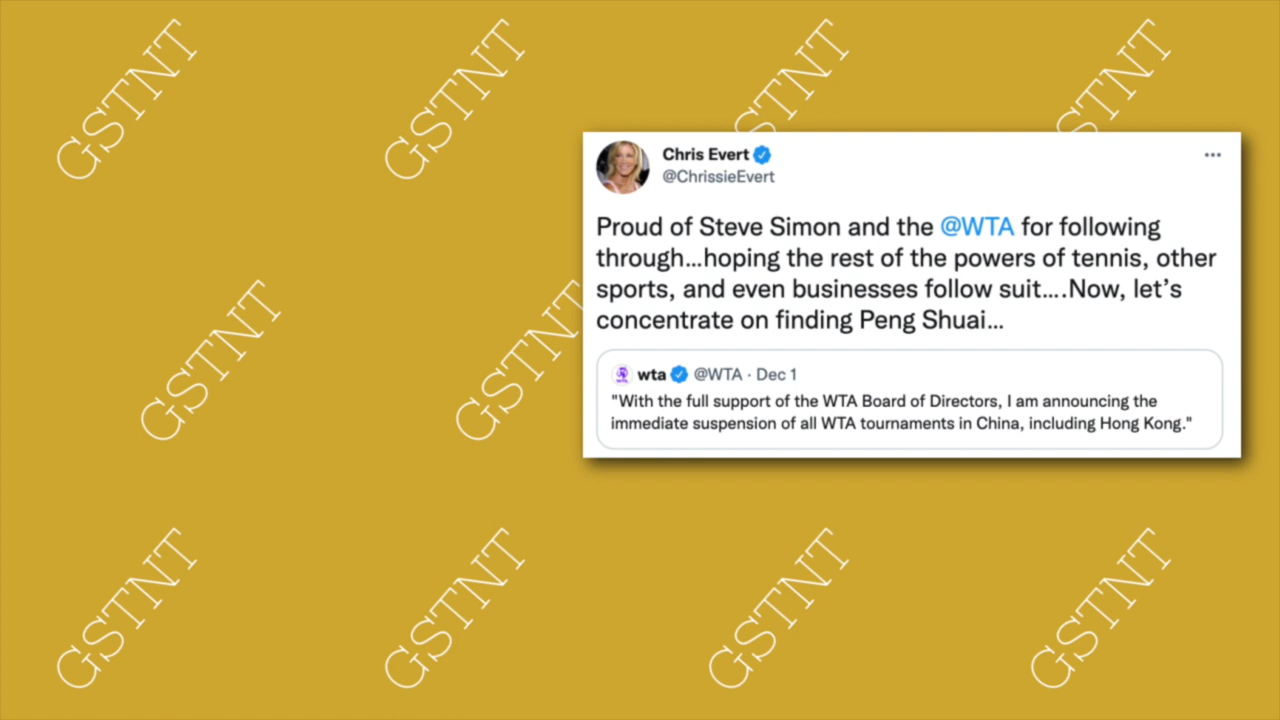 GSTNT
GSTNT
GSTNT
GSTNT
Chris Evert
@ChrissieEvert
Proud of Steve Simon and the @WTA for following
through...hoping the rest of the powers of tennis, other
sports, and even businesses follow suit....Now, let’s
concentrate on finding Peng Shuai...
wta @WTA · Dec 1
"With the full support of the WTA Board of Directors, I am announcing the
immediate suspension of all WTA tournaments in China, including Hong Kong."
GSTNT
GSTNT
GSTNT
GSTNT
GSTNT
GSTNT